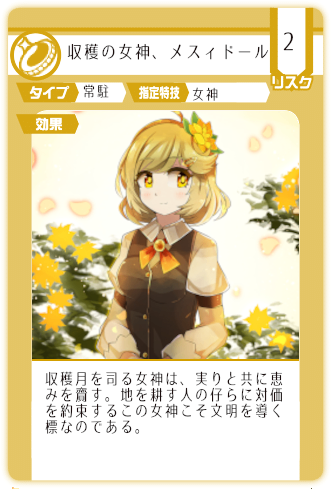 収穫の女神、メスィドール
2
リスク
タイプ 常駐 指定特技 女神
効果
収穫月を司る女神は、実りと共に恵
みを齎す。地を耕す人の仔らに対価
を約束するこの女神こそ文明を導く
標なのである。